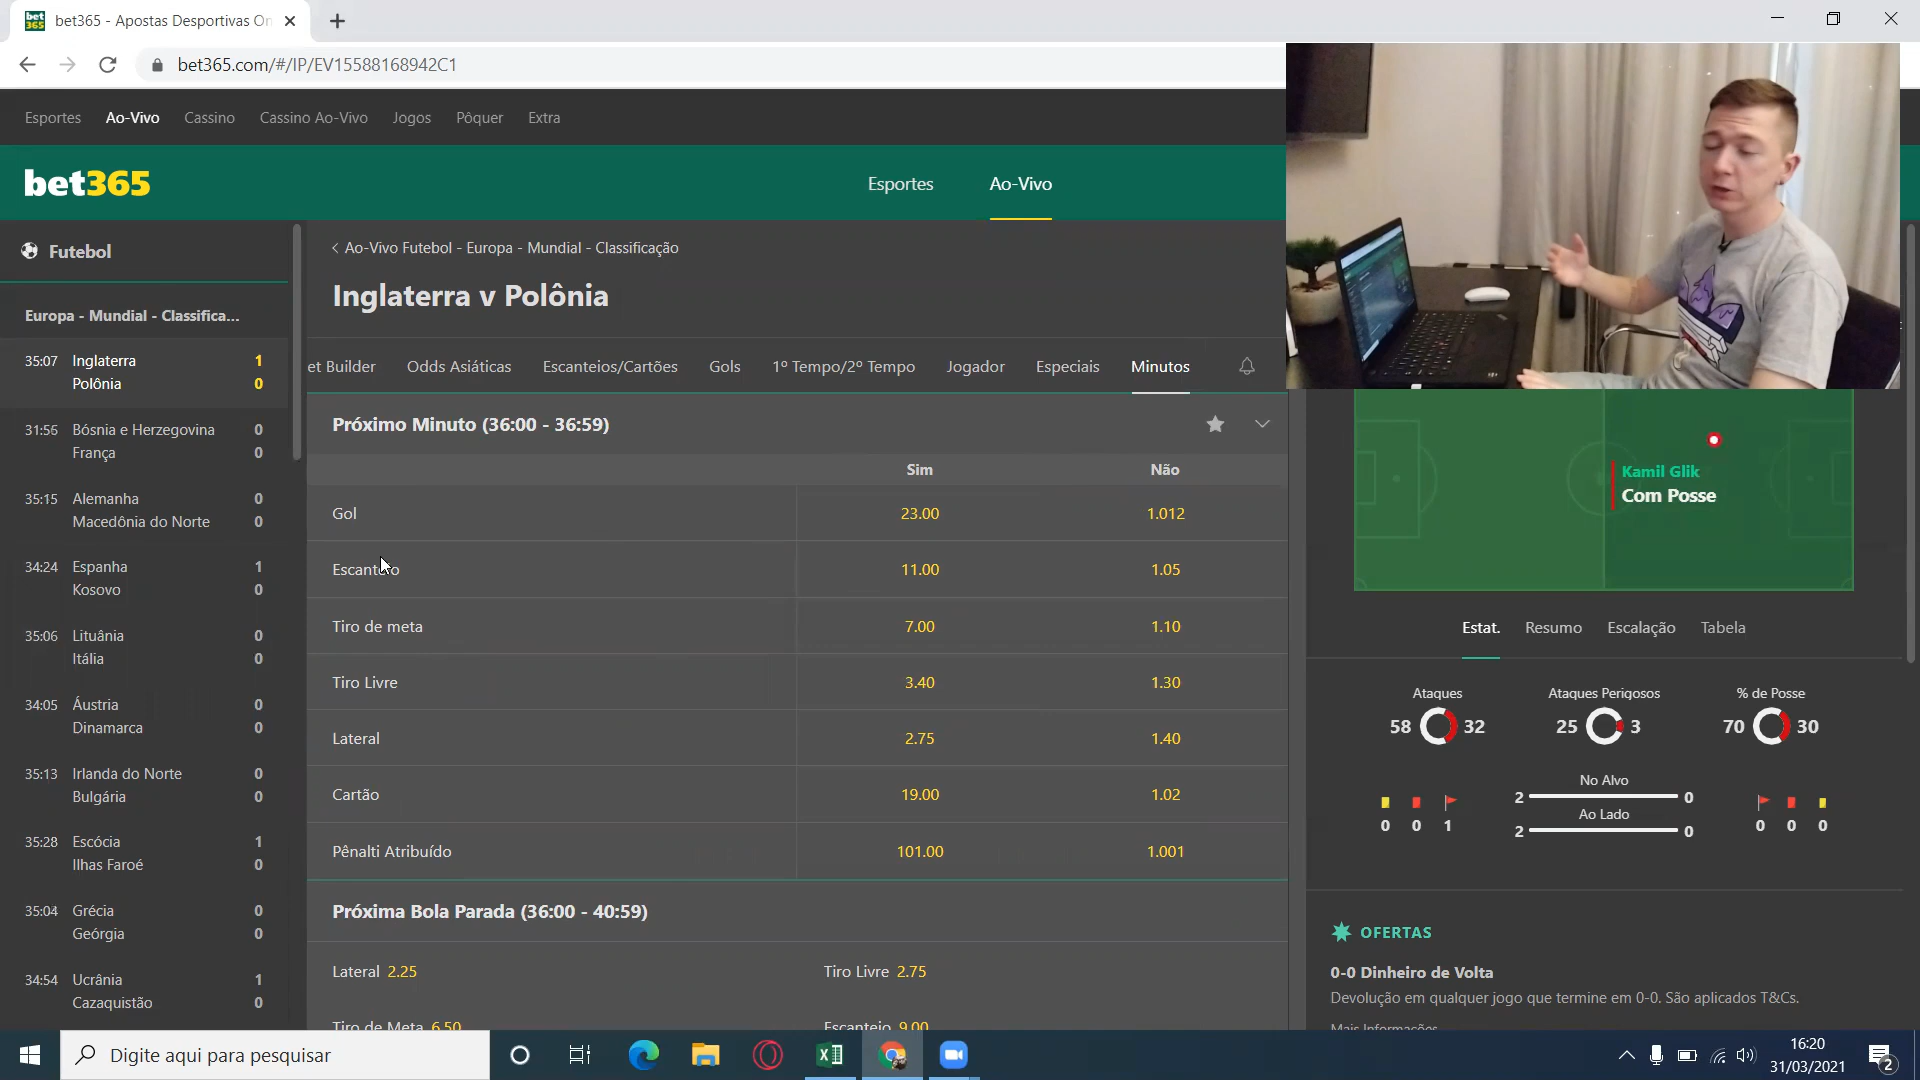 bet365 - Apostas Desportivas On
bet365.com/#/IP/EV15588168942C1
Esportes Ao-Vivo Cassino Cassino Ao-Vivo Jogos Pôquer Extra
bet365
Esportes Ao-Vivo
Futebol
Europa - Mundial - Classifica...
35:07 Inglaterra 1
Polônia 0
31:56 Bósnia e Herzegovina 0
França 0
35:15 Alemanha 0
Macedônia do Norte 0
34:24 Espanha 1
Kosovo 0
35:06 Lituânia 0
Itália 0
34:05 Áustria 0
Dinamarca 0
35:13 Irlanda do Norte 0
Bulgária 0
35:28 Escócia 1
Ilhas Faroé 0
35:04 Grécia 0
Geórgia 0
34:54 Ucrânia 1
Cazaquistão 0
< Ao-Vivo Futebol - Europa - Mundial - Classificação
Inglaterra v Polônia
et Builder Odds Asiáticas Escanteios/Cartões Gols 1º Tempo/2º Tempo Jogador Especiais Minutos
Próximo Minuto (36:00 - 36:59)
Sim Não
Gol 23.00 1.012
Escanteio 11.00 1.05
Tiro de meta 7.00 1.10
Tiro Livre 3.40 1.30
Lateral 2.75 1.40
Cartão 19.00 1.02
Pênalti Atribuído 101.00 1.001
Próxima Bola Parada (36:00 - 40:59)
Lateral 2.25 Tiro Livre 2.75
Tiro de Meta 6.50 Escanteio 9.00
Kamil Glik
Com Posse
Estat. Resumo Escalação Tabela
Ataques Ataques Perigosos % de Posse
58 32 25 3 70 30
No Alvo
2 0
Ao Lado
2 0
0 0 1 0 0 0
OFERTAS
0-0 Dinheiro de Volta
Devolução em qualquer jogo que termine em 0-0. São aplicados T&Cs.
Mais Informações
Digite aqui para pesquisar
16:20
31/03/2021
2